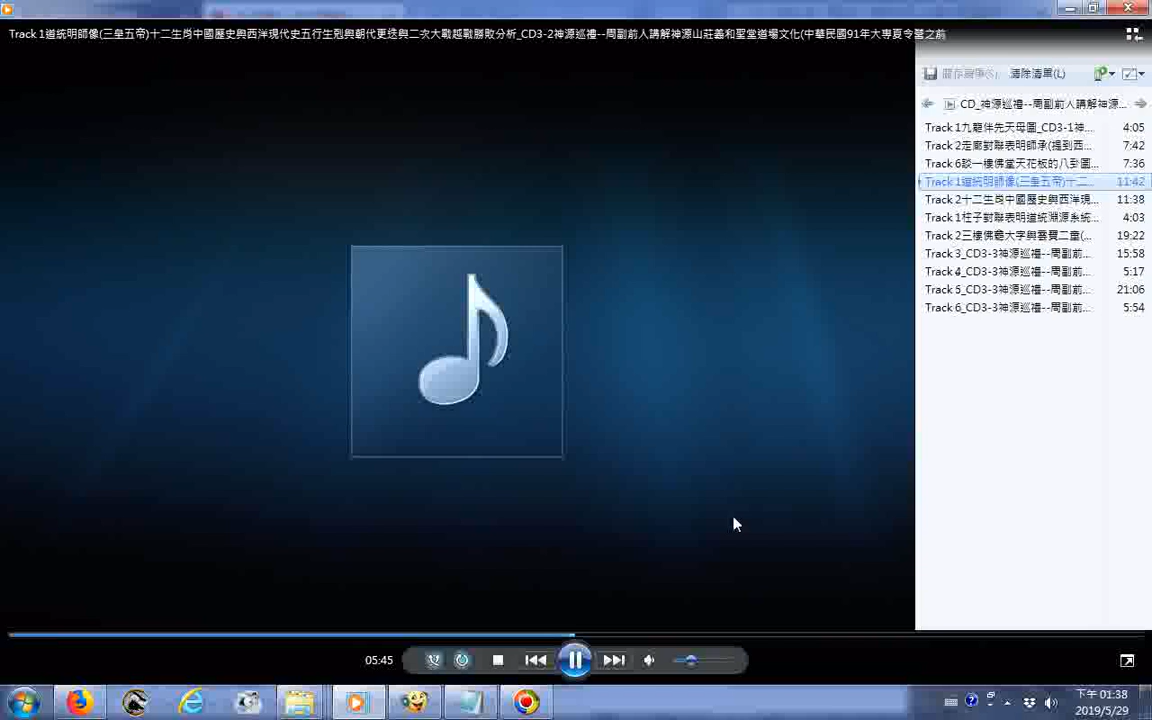 Track 1道統明師像(三皇五帝)十二生肖中國歷史與西洋現代史五行生剋與朝代更迭與二次大戰越戰勝敗分析_CD3-2神源巡禮--周副前人講解神源山莊義和聖堂道場文化(中華民國91年大專夏令營之前
清除清單(L)
CD_神源巡禮--周副前人講解神源...
Track 1九龍伴先天母圖_CD3-1神... 4:05
Track 2走廊對聯表明師承(提到西... 7:42
Track 6談一樓佛堂天花板的八卦圖... 7:36
Track 1道統明師像(三皇五帝)十二... 11:42
Track 2十二生肖中國歷史與西洋現... 11:38
Track 1柱子對聯表明道統淵源系統... 4:03
Track 2三樓佛龕大字與雲寶二童(... 19:22
Track 3_CD3-3神源巡禮--周副前... 15:58
Track 4_CD3-3神源巡禮--周副前... 5:17
Track 5_CD3-3神源巡禮--周副前... 21:06
Track 6_CD3-3神源巡禮--周副前... 5:54
05:45
下午 01:38
2019/5/29